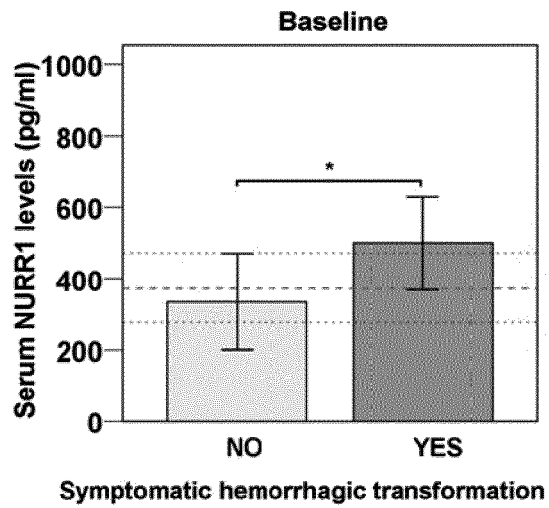 Baseline
Serum NURR1 levels (pg/ml)
1000
800
600
400
200
0
*
NO YES
Symptomatic hemorrhagic transformation